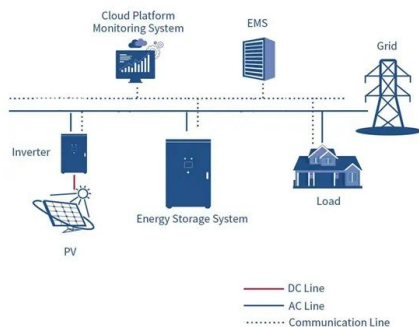 Cloud Platform
Monitoring System
EMS
Grid
Inverter
Energy Storage System
Load
PV
DC Line
AC Line
Communication Line